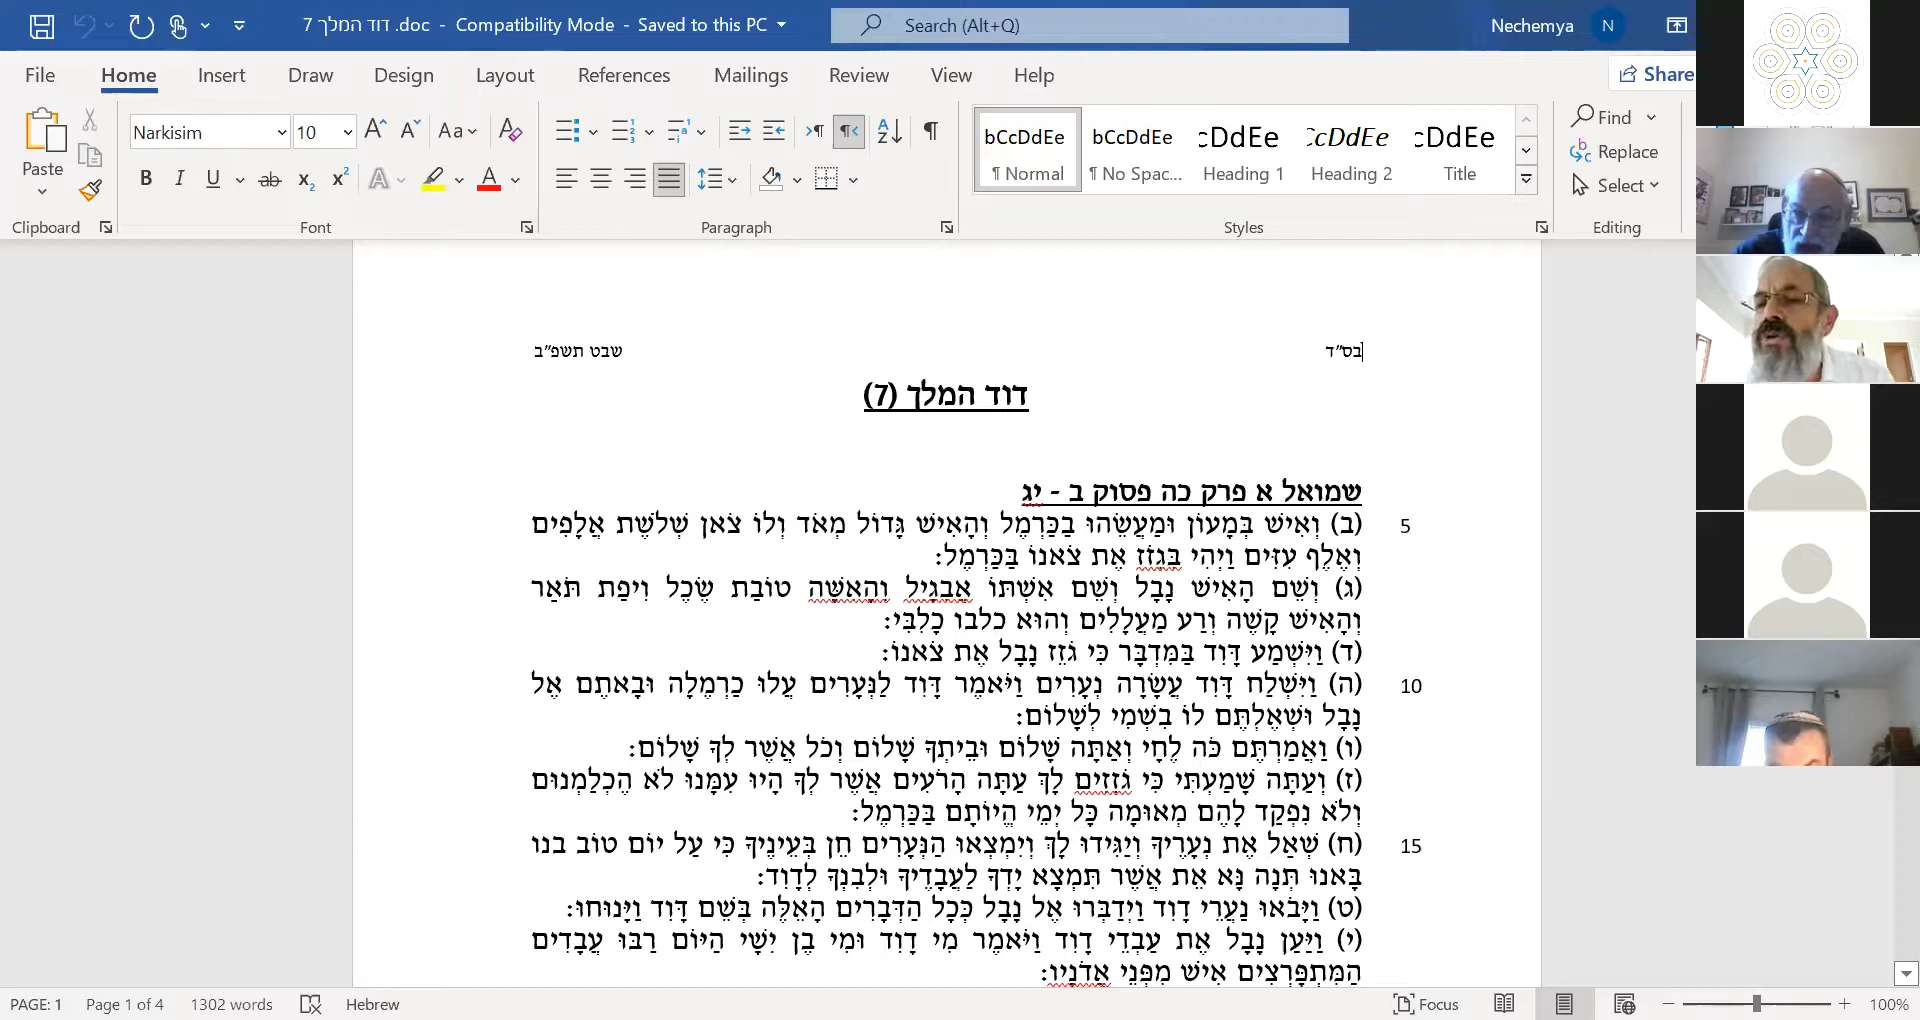 דוד המלך 7 .doc - Compatibility Mode - Saved to this PC
Search (Alt+Q)
Nechemya N
File Home Insert Draw Design Layout References Mailings Review View Help Share
Narkisim 10
Paste
Find
Replace
Select
bCcDdEe bCcDdEe cDdEe CcDdEe cDdEe
¶ Normal ¶ No Spac... Heading 1 Heading 2 Title
Clipboard Font Paragraph Styles Editing
בס"ד שבט תשפ"ב
דוד המלך (7)
שמואל א פרק כה פסוק ב - יג
5 (ב) וְאִישׁ בְּמָעוֹן וּמַעֲשֵׂהוּ בַכַּרְמֶל וְהָאִישׁ גָּדוֹל מְאֹד וְלוֹ צֹאן שְׁלֹשֶׁת אֲלָפִים
וְאֶלֶף עִזִּים וַיְהִי בִּגְזֹז אֶת צֹאנוֹ בַּכַּרְמֶל:
(ג) וְשֵׁם הָאִישׁ נָבָל וְשֵׁם אִשְׁתּוֹ אֲבִגָיִל וְהָאִשָּׁה טוֹבַת שֶׂכֶל וִיפַת תֹּאַר
וְהָאִישׁ קָשֶׁה וְרַע מַעֲלָלִים וְהוּא כלבו כָלִבִּי:
(ד) וַיִּשְׁמַע דָּוִד בַּמִּדְבָּר כִּי גֹזֵז נָבָל אֶת צֹאנוֹ:
10 (ה) וַיִּשְׁלַח דָּוִד עֲשָׂרָה נְעָרִים וַיֹּאמֶר דָּוִד לַנְּעָרִים עֲלוּ כַרְמֶלָה וּבָאתֶם אֶל
נָבָל וּשְׁאֶלְתֶּם לוֹ בִשְׁמִי לְשָׁלוֹם:
(ו) וַאֲמַרְתֶּם כֹּה לֶחָי וְאַתָּה שָׁלוֹם וּבֵיתְךָ שָׁלוֹם וְכֹל אֲשֶׁר לְךָ שָׁלוֹם:
(ז) וְעַתָּה שָׁמַעְתִּי כִּי גֹזְזִים לָךְ עַתָּה הָרֹעִים אֲשֶׁר לְךָ הָיוּ עִמָּנוּ לֹא הֶכְלַמְנוּם
וְלֹא נִפְקַד לָהֶם מְאוּמָה כָּל יְמֵי הֱיוֹתָם בַּכַּרְמֶל:
15 (ח) שְׁאַל אֶת נְעָרֶיךָ וְיַגִּידוּ לָךְ וְיִמְצְאוּ הַנְּעָרִים חֵן בְּעֵינֶיךָ כִּי עַל יוֹם טוֹב בנו
בָּאנוּ תְּנָה נָּא אֵת אֲשֶׁר תִּמְצָא יָדְךָ לַעֲבָדֶיךָ וּלְבִנְךָ לְדָוִד:
(ט) וַיָּבֹאוּ נַעֲרֵי דָוִד וַיְדַבְּרוּ אֶל נָבָל כְּכָל הַדְּבָרִים הָאֵלֶּה בְּשֵׁם דָּוִד וַיָּנוּחוּ:
(י) וַיַּעַן נָבָל אֶת עַבְדֵי דָוִד וַיֹּאמֶר מִי דָוִד וּמִי בֶן יִשָׁי הַיּוֹם רַבּוּ עֲבָדִים
הַמִּתְפָּרְצִים אִישׁ מִפְּנֵי אֲדֹנָיו:
PAGE: 1 Page 1 of 4 1302 words Hebrew Focus 100%